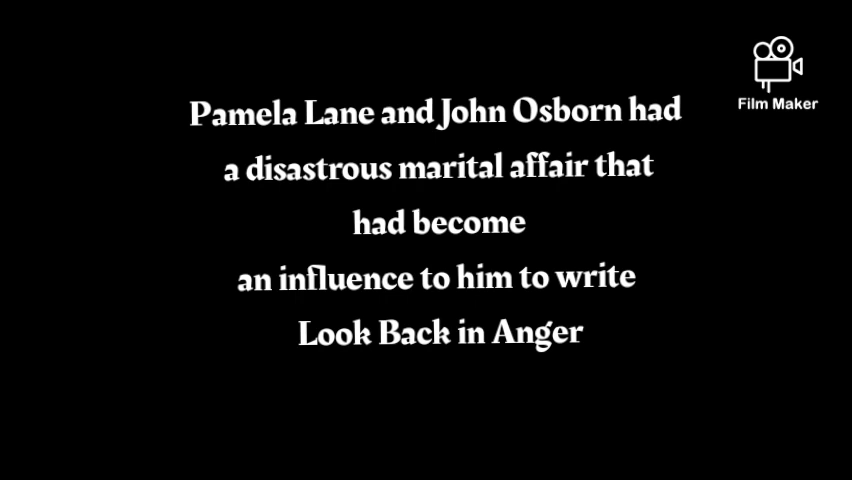 Film Maker
Pamela Lane and John Osborn had
a disastrous marital affair that
had become
an influence to him to write
Look Back in Anger